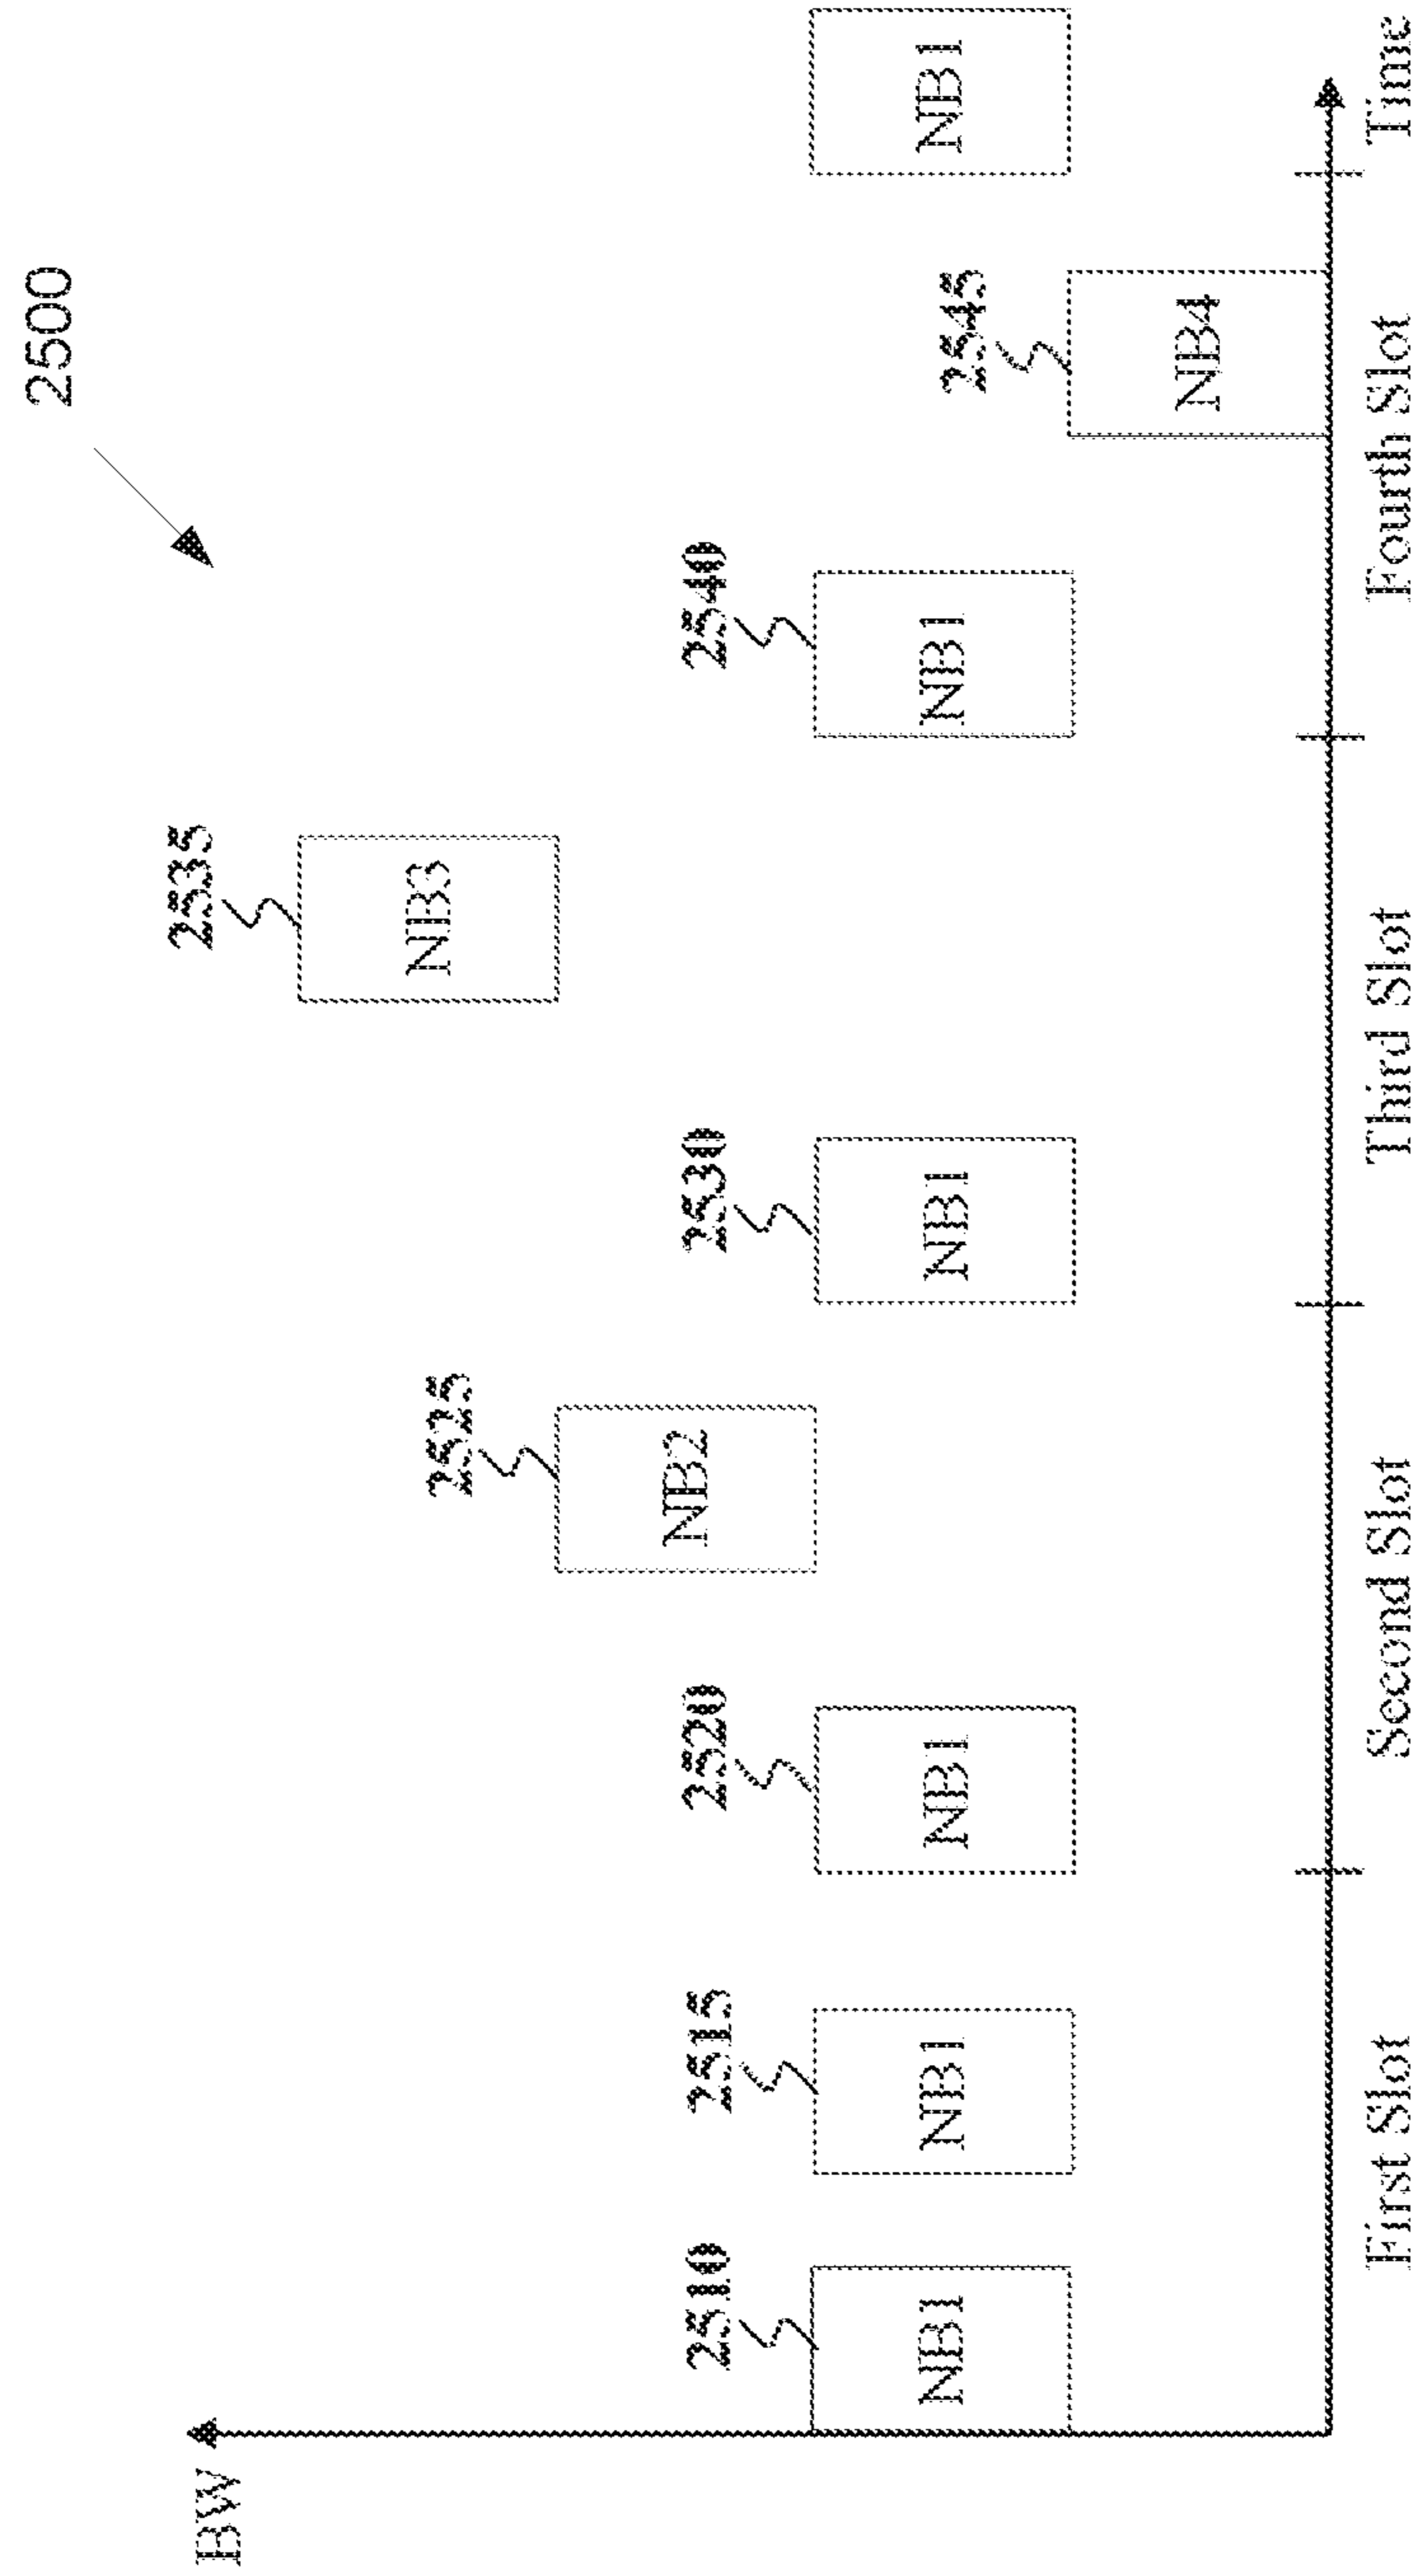 2500
BW
2535
NB3
2525
NB2
2510
2515
2520
2530
2540
NB1
NB1
NB1
NB1
NB1
NB1
2545
NB4
First Slot
Second Slot
Third Slot
Fourth Slot
Time